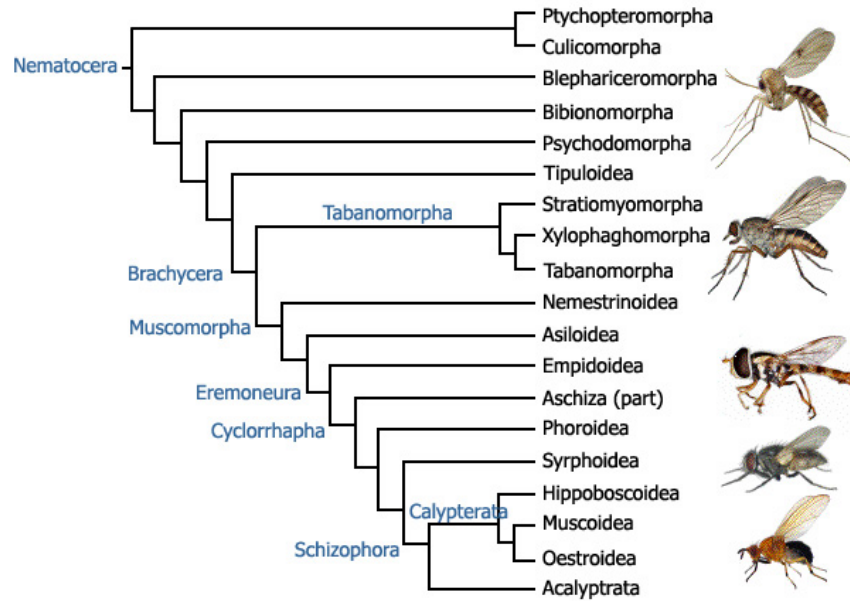 Ptychopteromorpha
Culicomorpha
Nematocera
Blephariceromorpha
Bibionomorpha
Psychodomorpha
Tipuloidea
Stratiomyomorpha
Tabanomorpha
Xylophaghomorpha
Tabanomorpha
Brachycera
Nemestrinoidea
Muscomorpha
Asiloidea
Empidoidea
Eremoneura
Aschiza (part)
Cyclorrhapha
Phoroidea
Syrphoidea
Hippoboscoidea
Calypterata
Muscoidea
Schizophora
Oestroidea
Acalyptrata